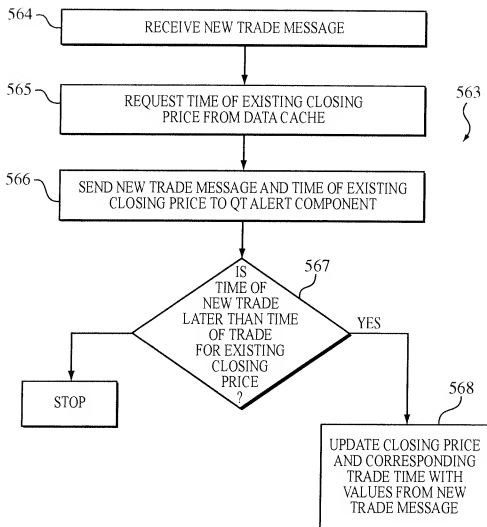 564
RECEIVE NEW TRADE MESSAGE
565
REQUEST TIME OF EXISTING CLOSING
PRICE FROM DATA CACHE
563
566
SEND NEW TRADE MESSAGE AND TIME OF EXISTING
CLOSING PRICE TO QT ALERT COMPONENT
567
IS
TIME OF
NEW TRADE
LATER THAN TIME
OF TRADE
FOR EXISTING
CLOSING
PRICE
?
YES
STOP
568
UPDATE CLOSING PRICE
AND CORRESPONDING
TRADE TIME WITH
VALUES FROM NEW
TRADE MESSAGE